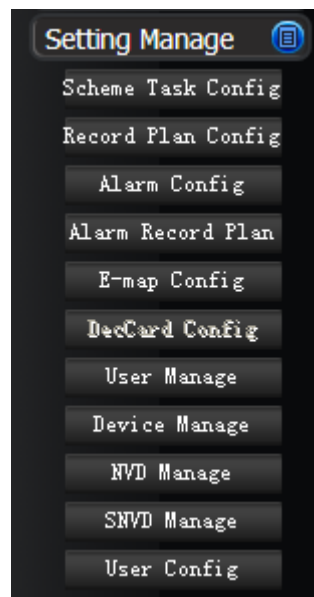 Setting Manage
Scheme Task Config
Record Plan Config
Alarm Config
Alarm Record Plan
E-map Config
DecCard Config
User Manage
Device Manage
NVD Manage
SNVD Manage
User Config